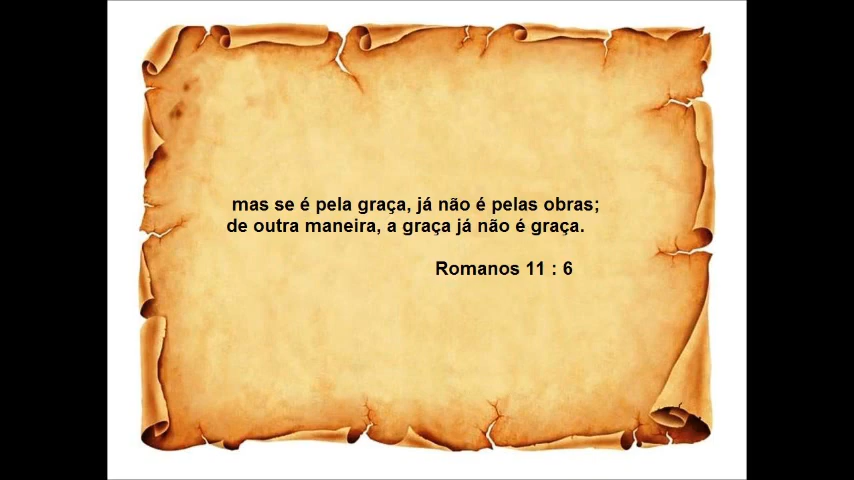 mas se é pela graça, já não é pelas obras;
de outra maneira, a graça já não é graça.
Romanos 11 : 6